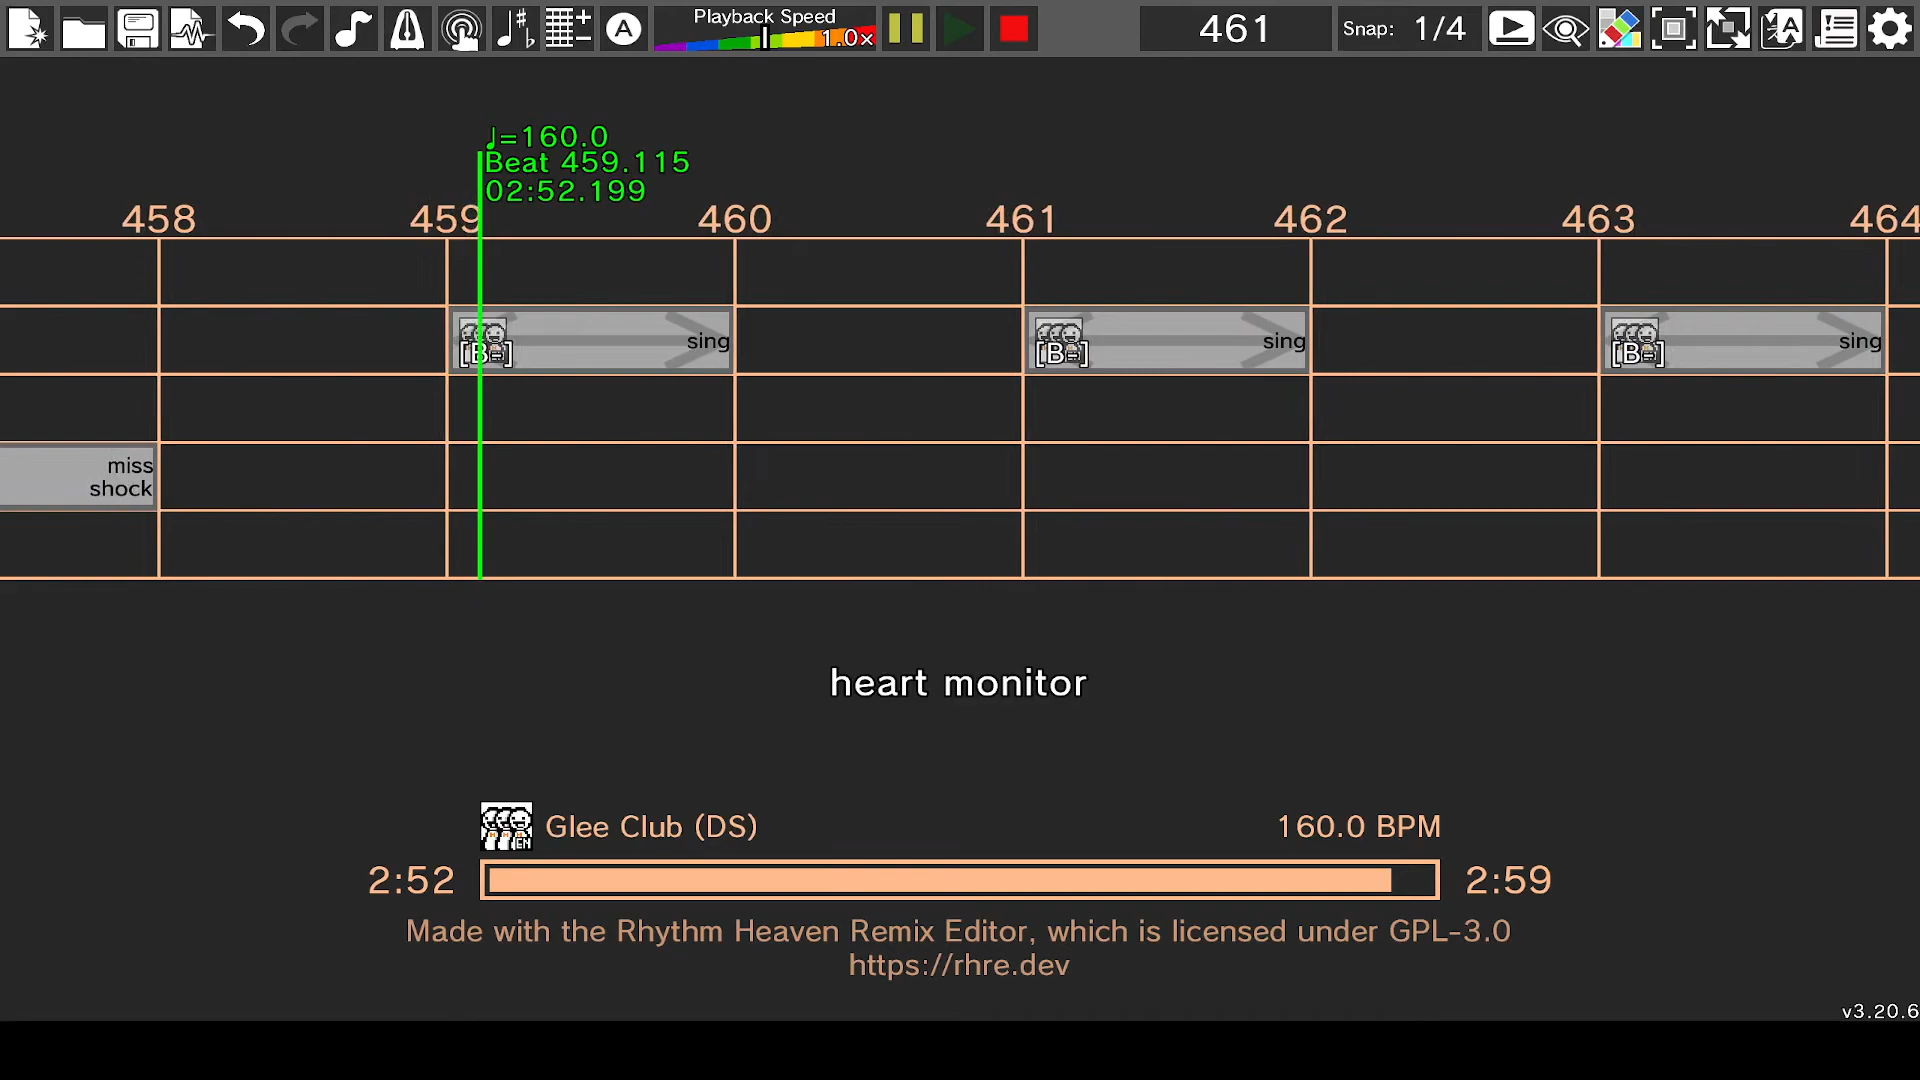 Playback Speed
1.0x
461
Snap: 1/4
A
A
♩=160.0
Beat 459.115
02:52.199
458 459 460 461 462 463 464
[B] sing [B] sing [B] sing
miss
shock
heart monitor
EN
Glee Club (DS) 160.0 BPM
2:52 2:59
Made with the Rhythm Heaven Remix Editor, which is licensed under GPL-3.0
https://rhre.dev
v3.20.6